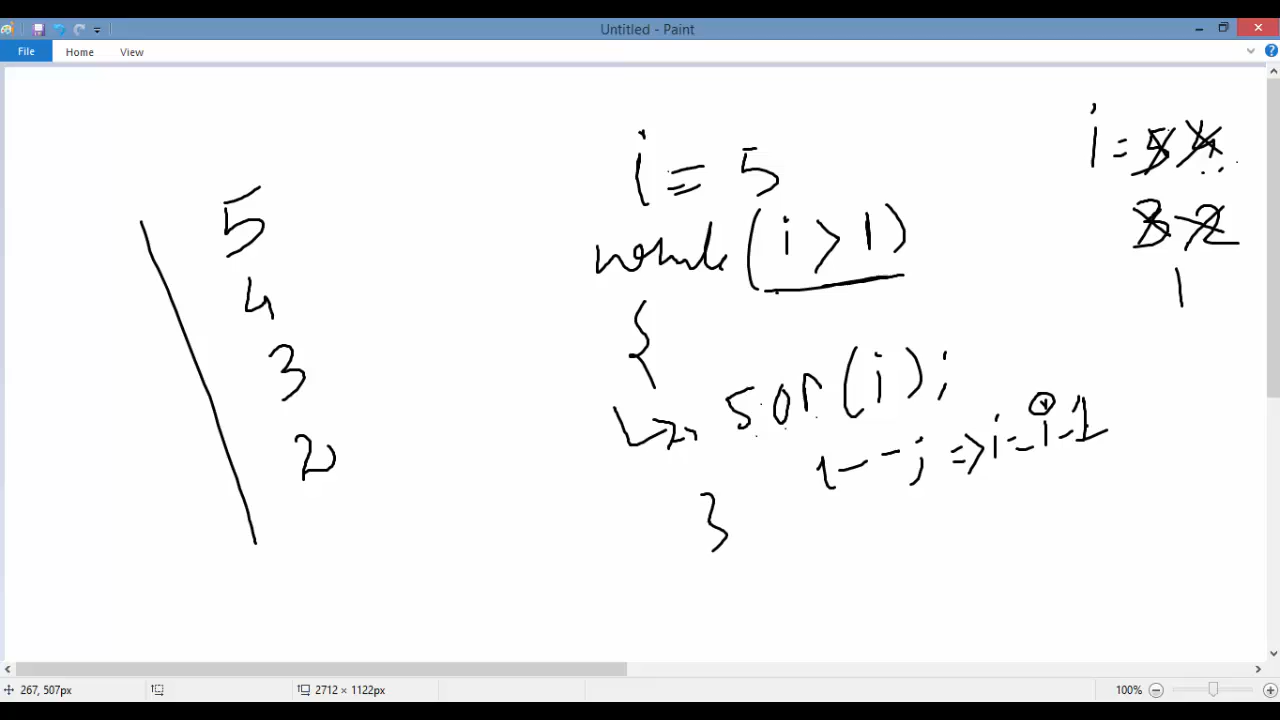 Untitled - Paint
File Home View
5
4
3
2
i = 5
while (i > 1)
{
SOP(i);
i--; => i = i - 1
}
i = 5 4
3 2
1
267, 507px
2712 × 1122px
100%